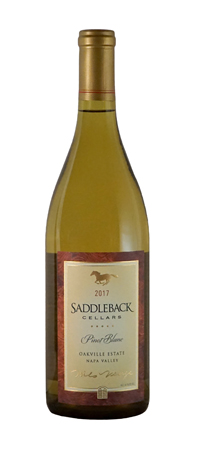 2017
SADDLEBACK
CELLARS
Pinot Blanc
OAKVILLE ESTATE
NAPA VALLEY